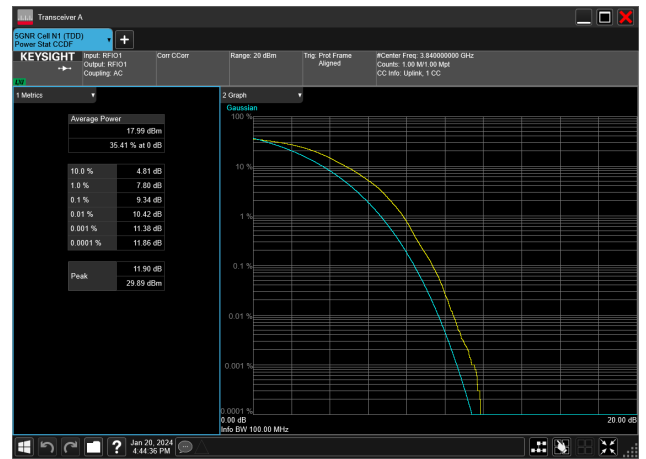 Transceiver A
5GNR Cell N1 (TDD)
Power Stat CCDF
KEYSIGHT
Input: RFIO1
Output: RFIO1
Coupling: AC
Corr CCorr
Range: 20 dBm
Trig: Prot Frame
Aligned
#Center Freq: 3.840000000 GHz
Counts: 1.00 M/1.00 Mpt
CC Info: Uplink, 1 CC
LXI
1 Metrics
2 Graph
Average Power
17.99 dBm
35.41 % at 0 dB
10.0 % 4.81 dB
1.0 % 7.80 dB
0.1 % 9.34 dB
0.01 % 10.42 dB
0.001 % 11.38 dB
0.0001 % 11.86 dB
Peak 11.90 dB
29.89 dBm
Gaussian
100 %
10 %
1 %
0.1 %
0.01 %
0.001 %
0.0001 %
0.00 dB 20.00 dB
Info BW 100.00 MHz
?
Jan 20, 2024
4:44:36 PM